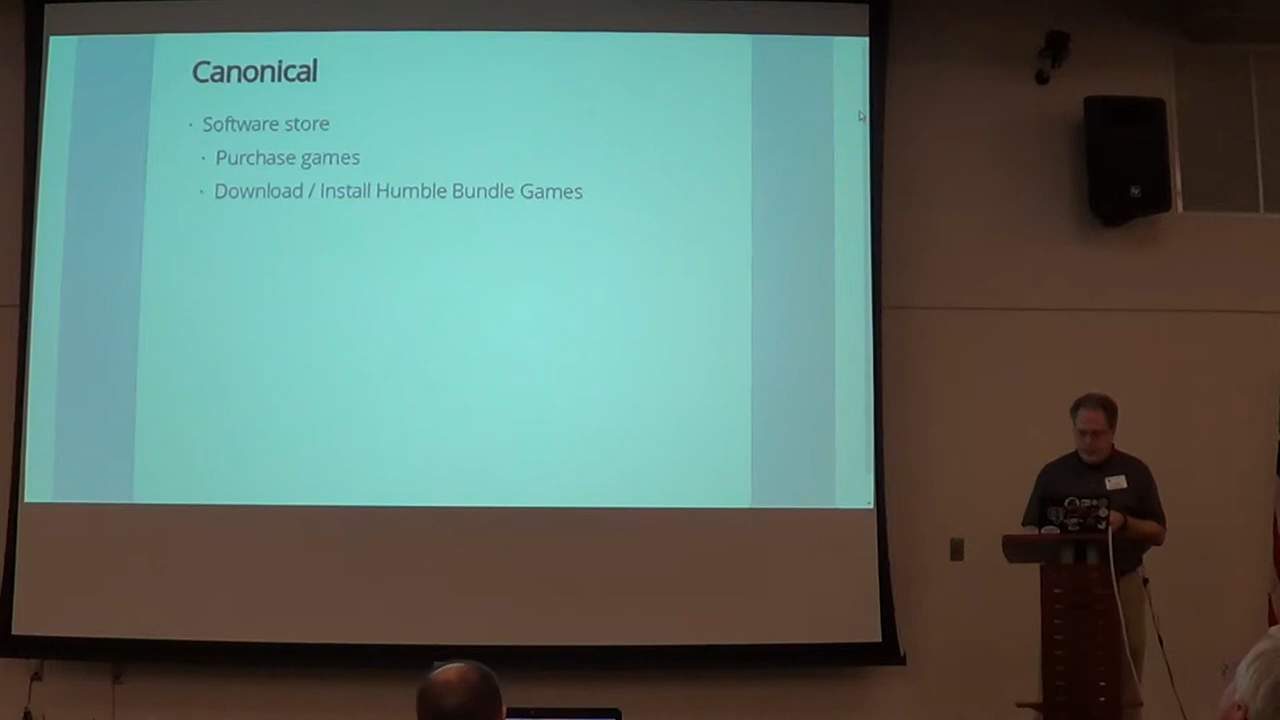 Canonical
· Software store
· Purchase games
· Download / Install Humble Bundle Games